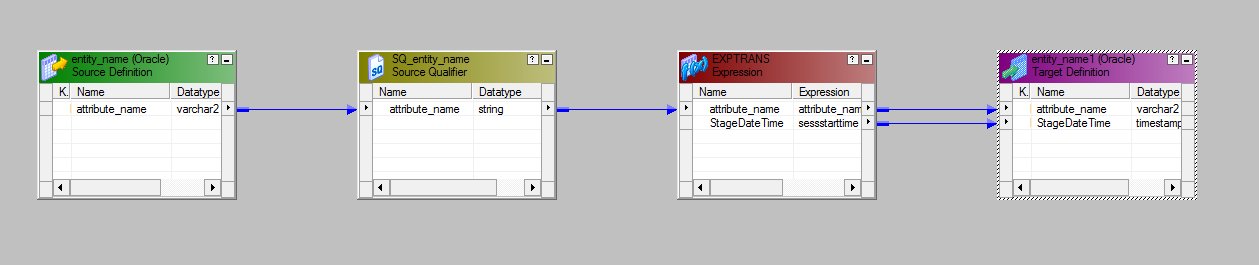 entity_name (Oracle)
Source Definition
K. Name Datatype
attribute_name varchar2
SQ_entity_name
Source Qualifier
Name Datatype
attribute_name string
EXPTRANS
Expression
Name Expression
attribute_name attribute_nam
StageDateTime sessstarttime
entity_name1 (Oracle)
Target Definition
K. Name Datatype
attribute_name varchar2
StageDateTime timestamp